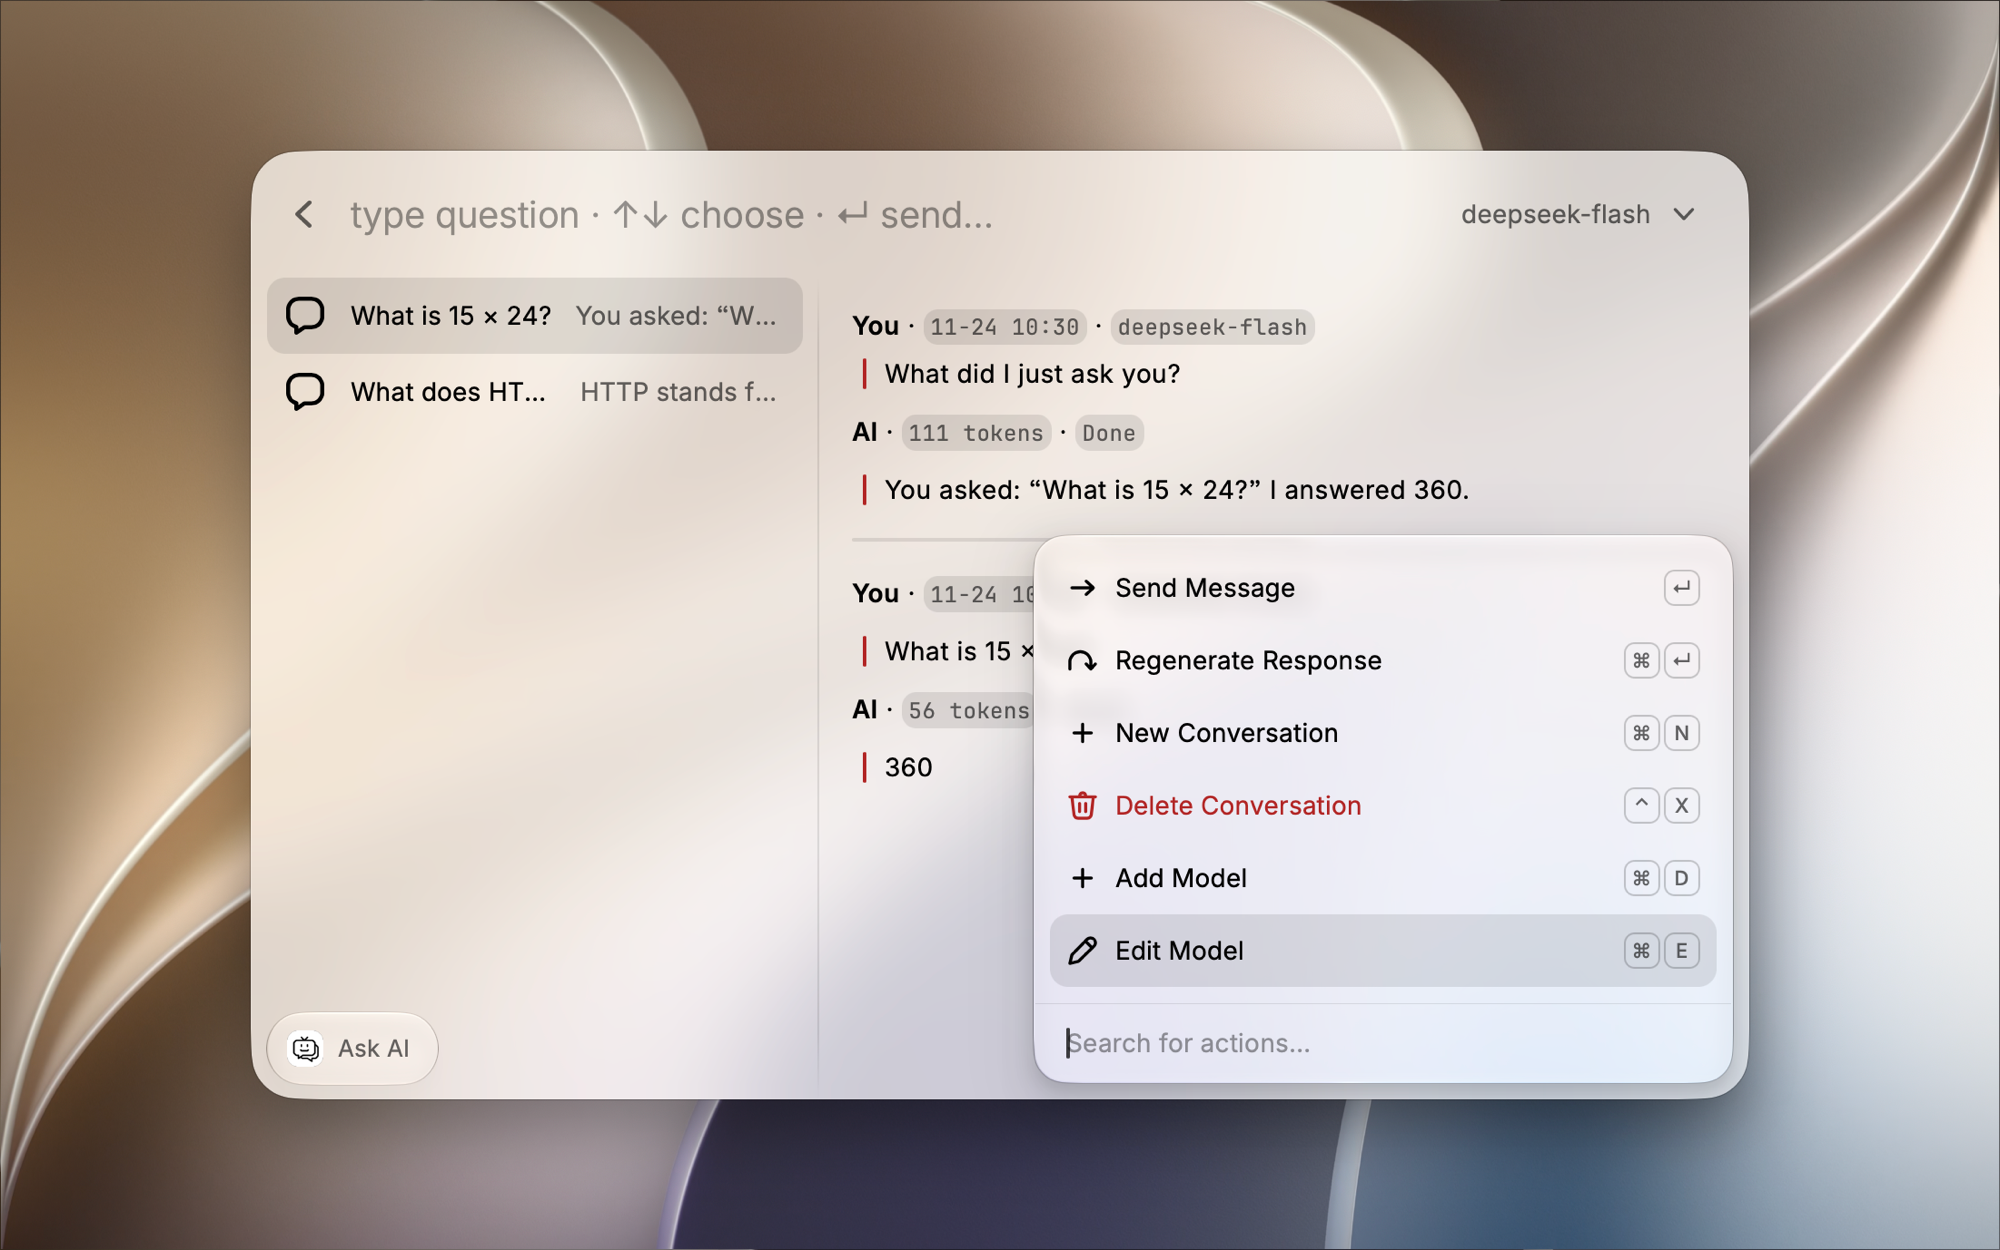 type question · ↑↓ choose · ↵ send...
deepseek-flash
What is 15 × 24? You asked: “W...
What does HT... HTTP stands f...
You · 11-24 10:30 · deepseek-flash
What did I just ask you?
AI · 111 tokens · Done
You asked: “What is 15 × 24?” I answered 360.
You · 11-24 10
What is 15 ×
AI · 56 tokens
360
Send Message ↵
Regenerate Response ⌘ ↵
New Conversation ⌘ N
Delete Conversation ^ X
Add Model ⌘ D
Edit Model ⌘ E
Search for actions...
Ask AI